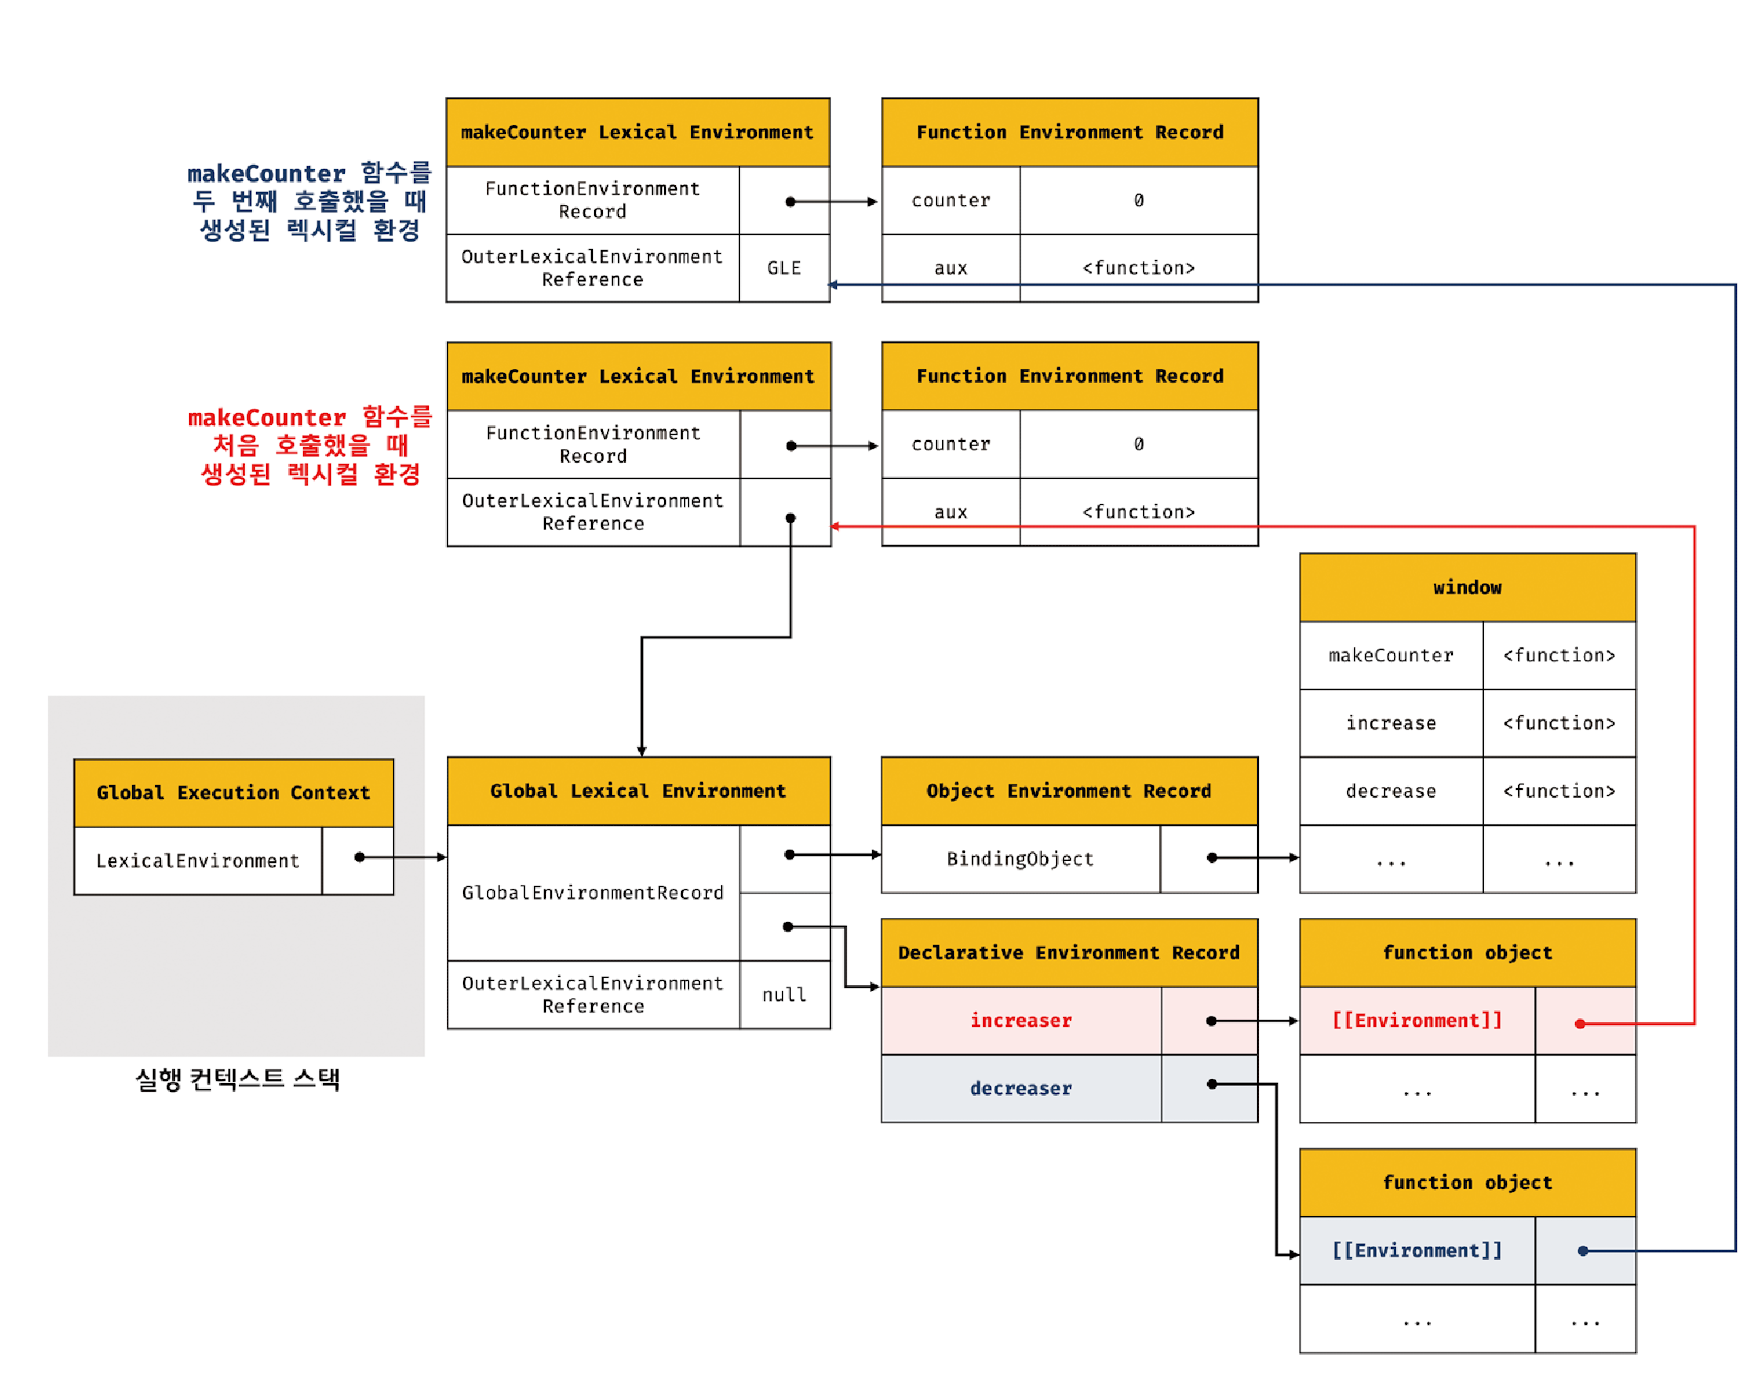 makeCounter 함수를
두 번째 호출했을 때
생성된 렉시컬 환경
makeCounter Lexical Environment
FunctionEnvironment
Record
OuterLexicalEnvironment
Reference
GLE
Function Environment Record
counter
0
aux
<function>
makeCounter 함수를
처음 호출했을 때
생성된 렉시컬 환경
makeCounter Lexical Environment
FunctionEnvironment
Record
OuterLexicalEnvironment
Reference
Function Environment Record
counter
0
aux
<function>
window
makeCounter
<function>
increase
<function>
decrease
<function>
...
...
Global Execution Context
LexicalEnvironment
실행 컨텍스트 스택
Global Lexical Environment
GlobalEnvironmentRecord
OuterLexicalEnvironment
Reference
null
Object Environment Record
BindingObject
Declarative Environment Record
increaser
decreaser
function object
[[Environment]]
...
...
function object
[[Environment]]
...
...